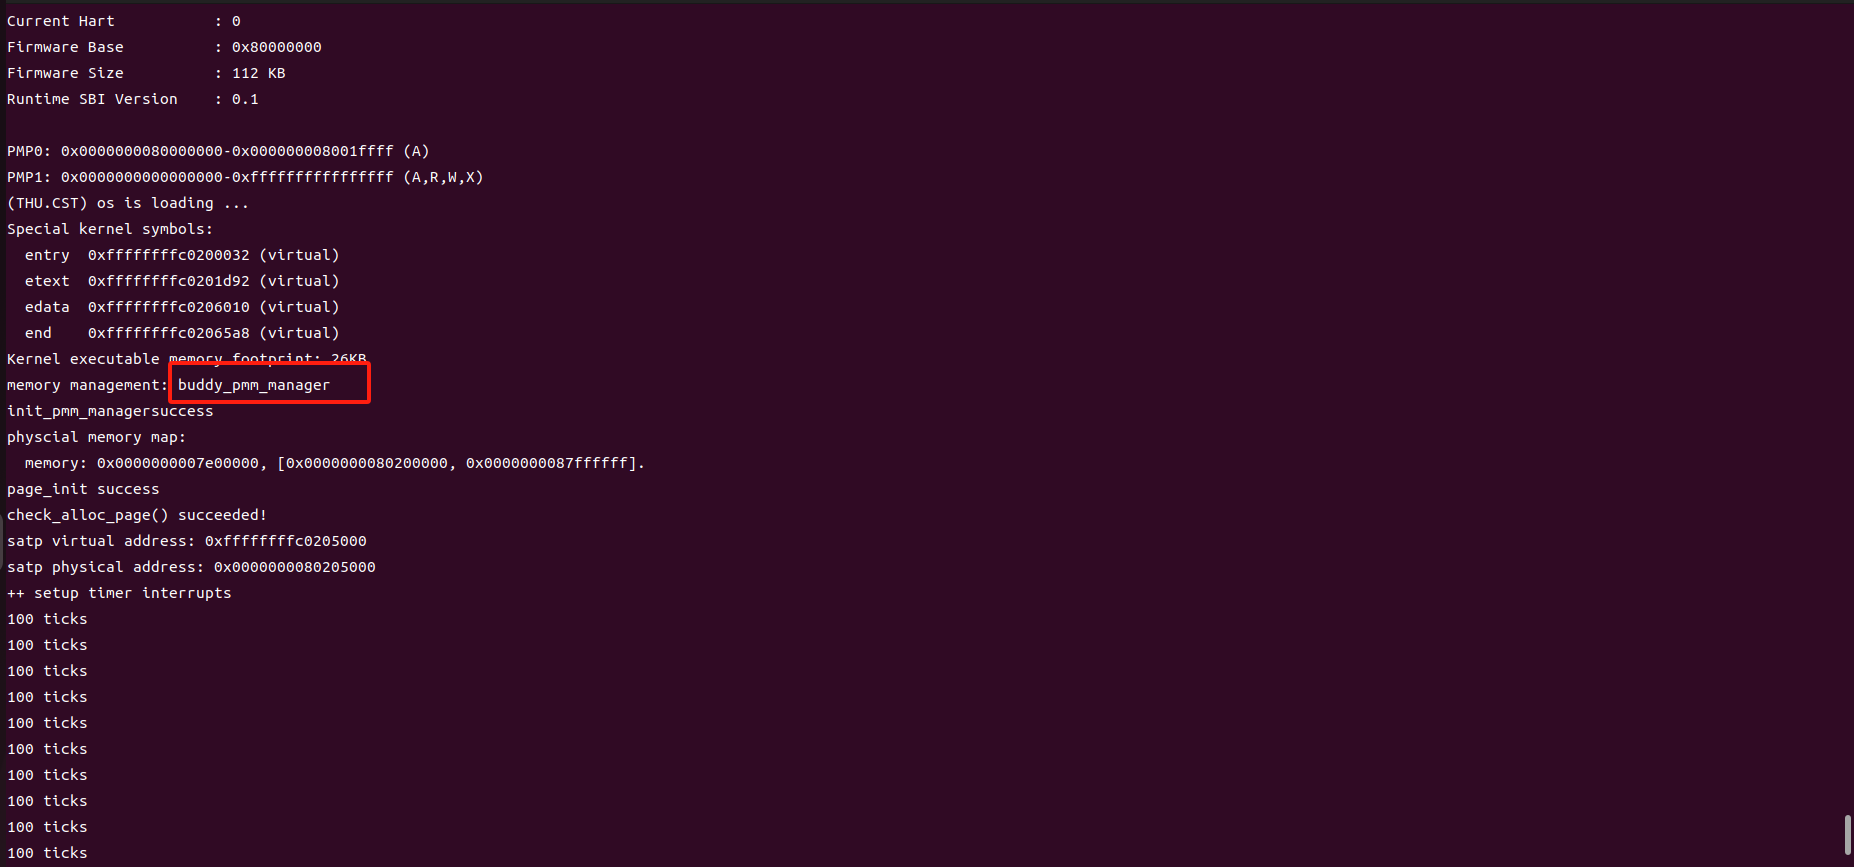 Current Hart           : 0
Firmware Base          : 0x80000000
Firmware Size          : 112 KB
Runtime SBI Version    : 0.1
PMP0: 0x0000000080000000-0x000000008001ffff (A)
PMP1: 0x0000000000000000-0xffffffffffffffff (A,R,W,X)
(THU.CST) os is loading ...
Special kernel symbols:
  entry  0xffffffffc0200032 (virtual)
  etext  0xffffffffc0201d92 (virtual)
  edata  0xffffffffc0206010 (virtual)
  end    0xffffffffc02065a8 (virtual)
Kernel executable memory footprint: 26KB
memory management: buddy_pmm_manager
init_pmm_managersuccess
physcial memory map:
  memory: 0x0000000007e00000, [0x0000000080200000, 0x0000000087ffffff].
page_init success
check_alloc_page() succeeded!
satp virtual address: 0xffffffffc0205000
satp physical address: 0x0000000080205000
++ setup timer interrupts
100 ticks
100 ticks
100 ticks
100 ticks
100 ticks
100 ticks
100 ticks
100 ticks
100 ticks
100 ticks